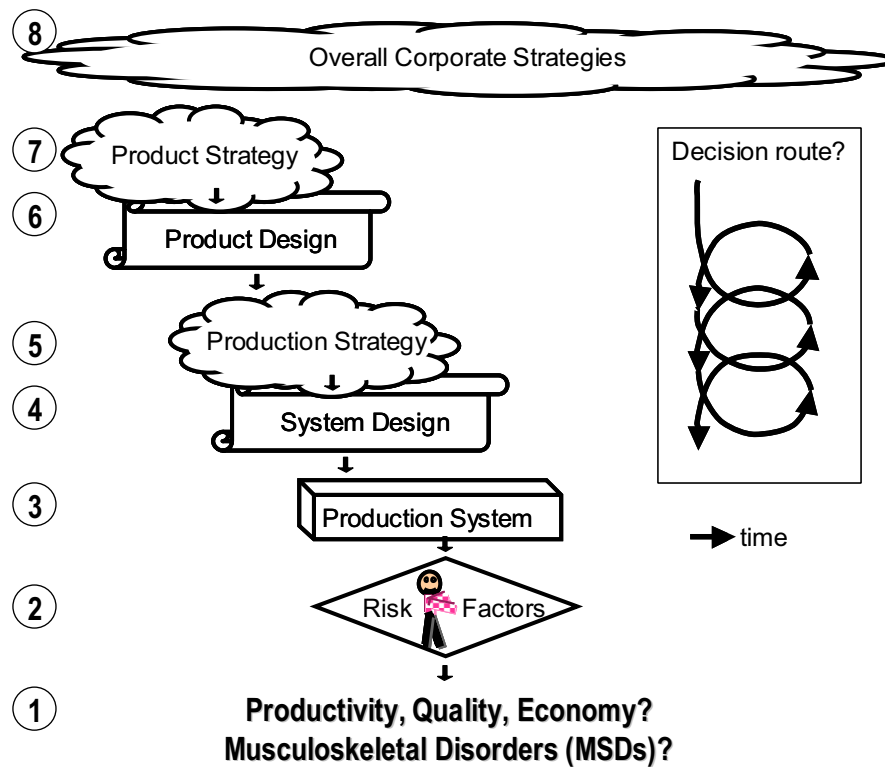 8
Overall Corporate Strategies
7
Product Strategy
Decision route?
6
Product Design
5
Production Strategy
4
System Design
3
Production System
time
2
Risk Factors
1
Productivity, Quality, Economy?
Musculoskeletal Disorders (MSDs)?